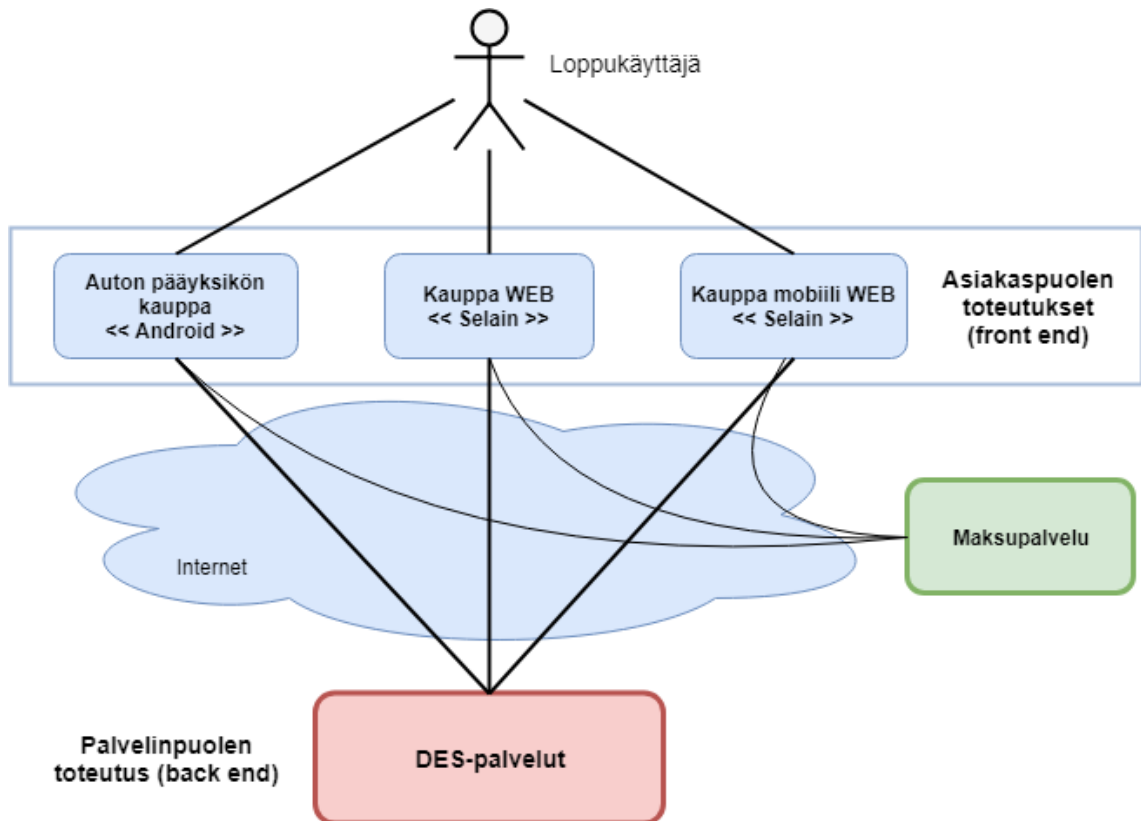 Loppukäyttäjä
Auton pääyksikön
kauppa
<< Android >>
Kauppa WEB
<< Selain >>
Kauppa mobiili WEB
<< Selain >>
Asiakaspuolen
toteutukset
(front end)
Internet
Maksupalvelu
Palvelinpuolen
toteutus (back end)
DES-palvelut